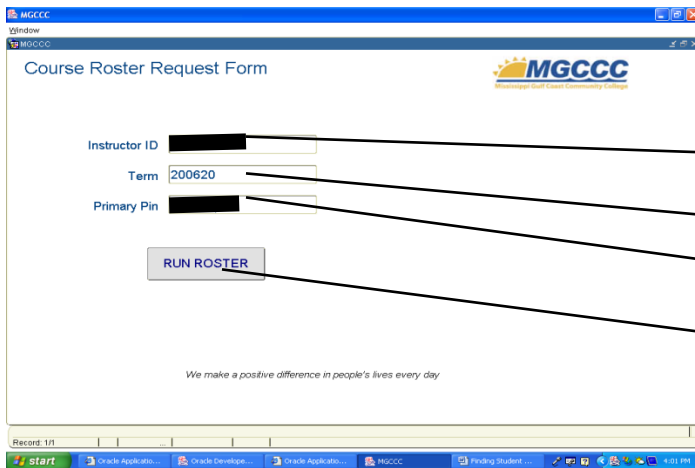 MGCCC
Window
MGCCC
Course Roster Request Form
MGCCC
Mississippi Gulf Coast Community College
Instructor ID
Term 200620
Primary Pin
RUN ROSTER
We make a positive difference in people's lives every day
Record: 1/1 ...
start Oracle Applicatio... Oracle Develope... Oracle Applicatio... MGCCC Finding Student ... 4:01 PM